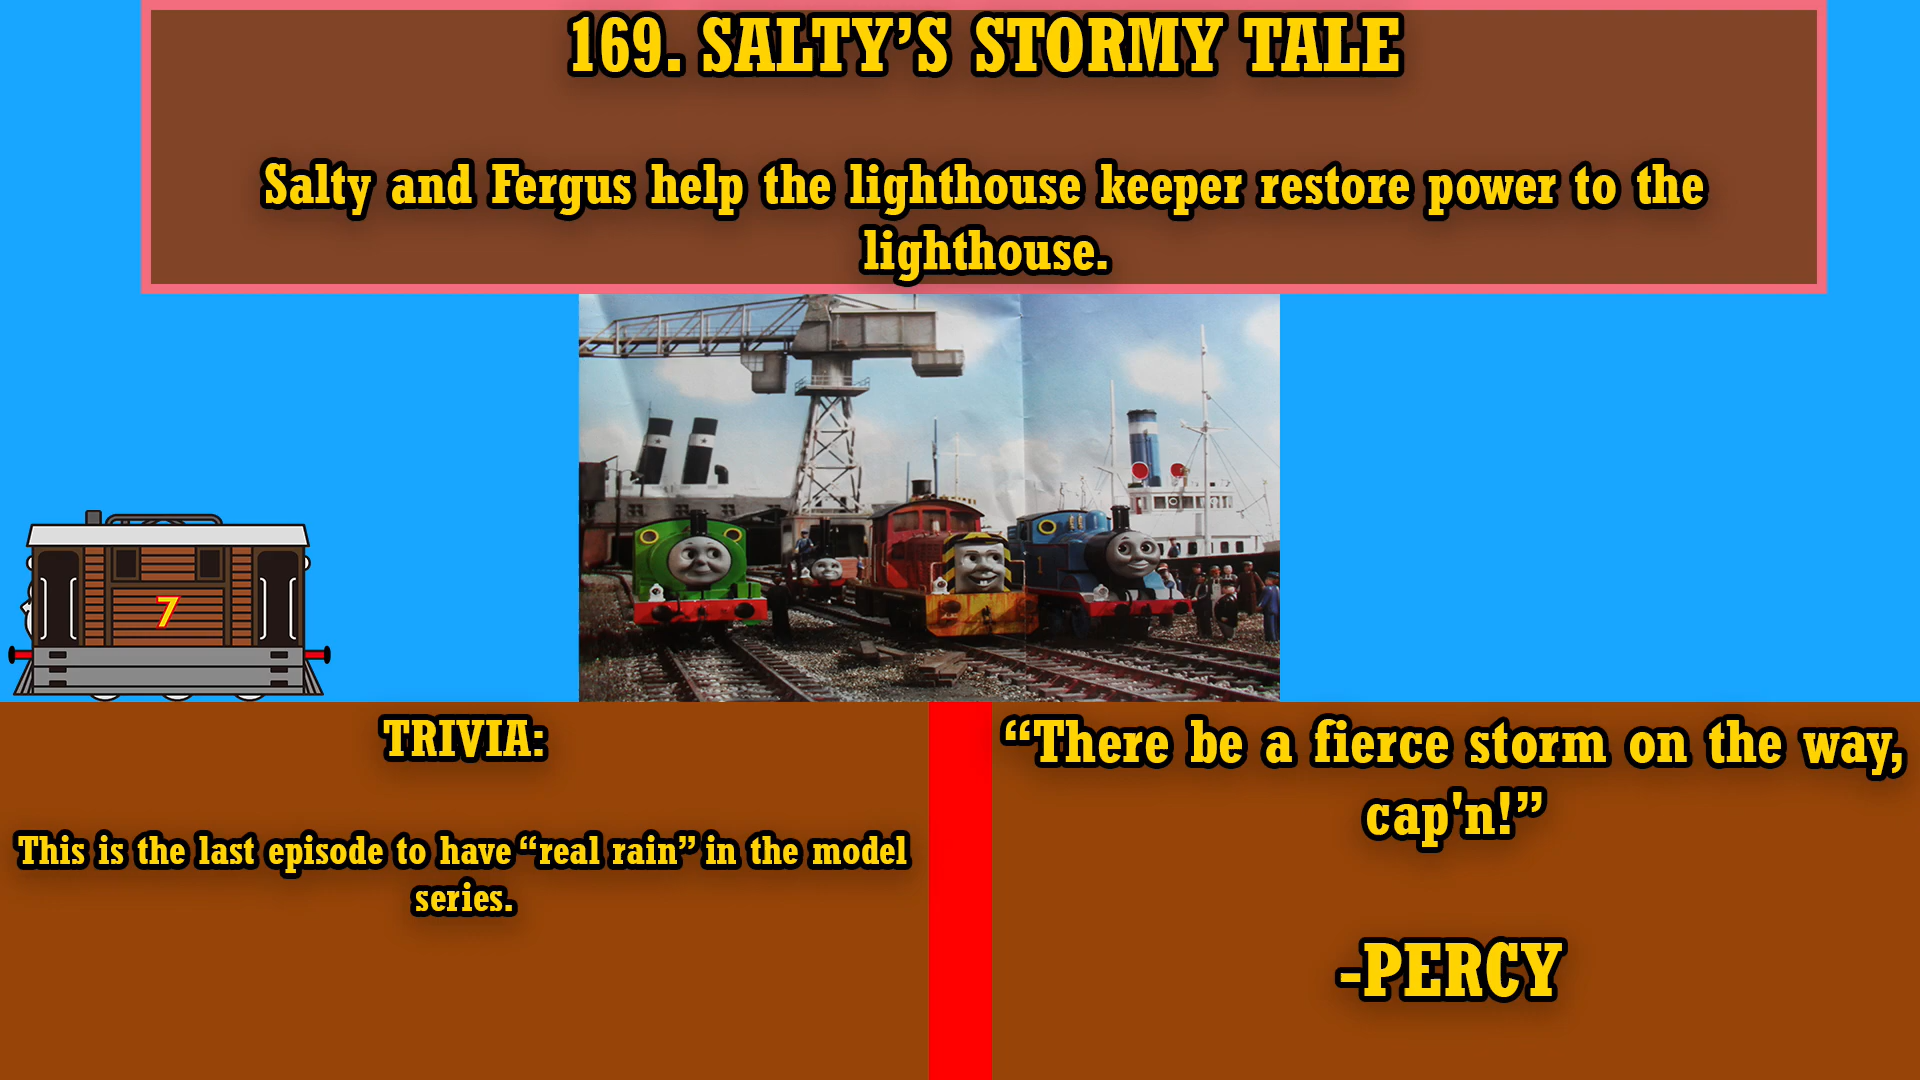 169. SALTY’S STORMY TALE
Salty and Fergus help the lighthouse keeper restore power to the
lighthouse.
7
1
TRIVIA:
This is the last episode to have “real rain” in the model
series.
“There be a fierce storm on the way,
cap'n!”
-PERCY